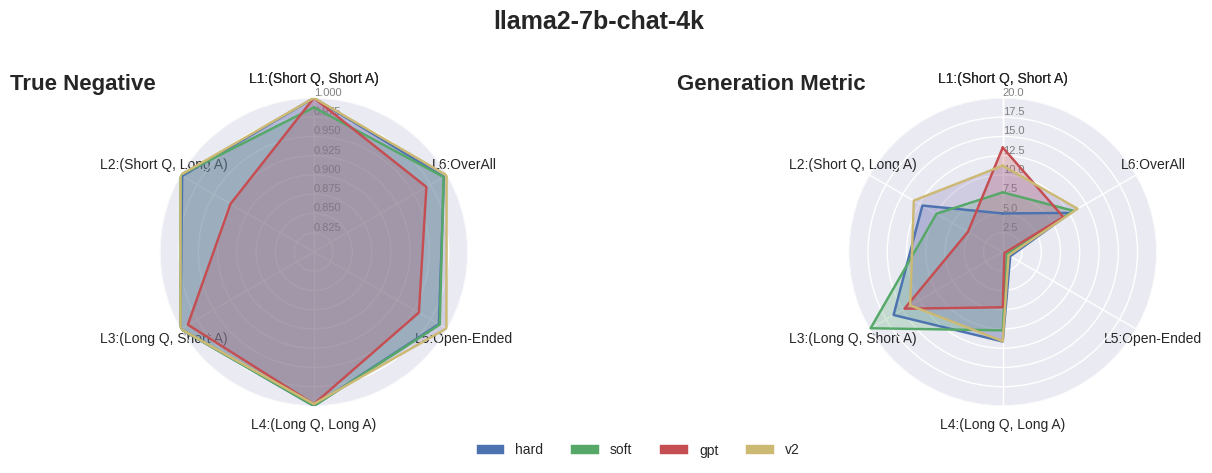 llama2-7b-chat-4k
True Negative
L1:(Short Q, Short A)
1.000
0.975
0.950
0.925
0.900
0.875
0.850
0.825
L2:(Short Q, Long A)
L6:OverAll
L3:(Long Q, Short A)
L5:Open-Ended
L4:(Long Q, Long A)
Generation Metric
L1:(Short Q, Short A)
20.0
17.5
15.0
12.5
10.0
7.5
5.0
2.5
L2:(Short Q, Long A)
L6:OverAll
L3:(Long Q, Short A)
L5:Open-Ended
L4:(Long Q, Long A)
hard
soft
gpt
v2